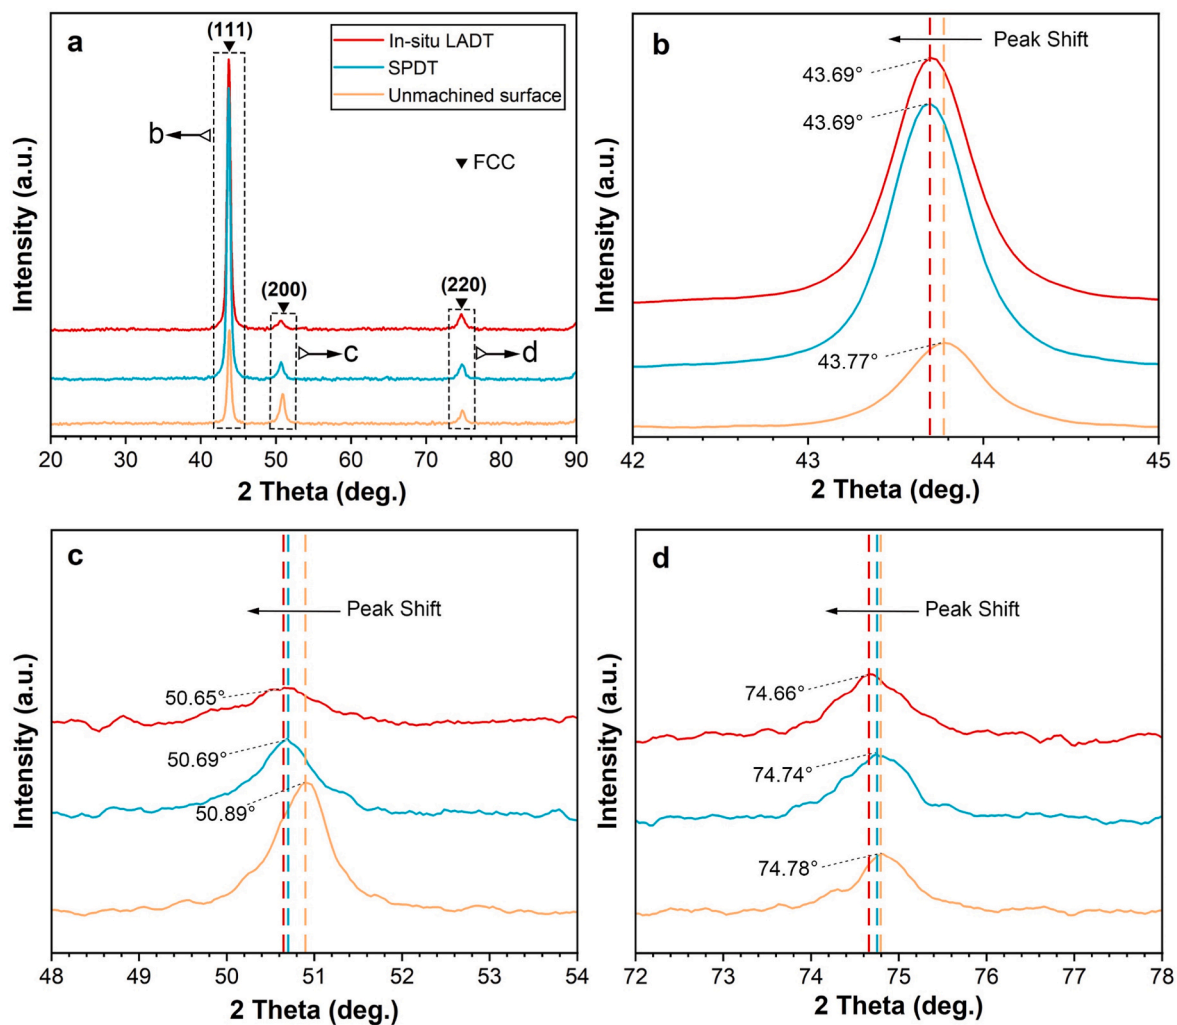 a
(111)
In-situ LADT
SPDT
Unmachined surface
b
FCC
(200)
(220)
c
d
Intensity (a.u.)
20 30 40 50 60 70 80 90
2 Theta (deg.)
b
Peak Shift
43.69°
43.69°
43.77°
Intensity (a.u.)
42 43 44 45
2 Theta (deg.)
c
Peak Shift
50.65°
50.69°
50.89°
Intensity (a.u.)
48 49 50 51 52 53 54
2 Theta (deg.)
d
Peak Shift
74.66°
74.74°
74.78°
Intensity (a.u.)
72 73 74 75 76 77 78
2 Theta (deg.)